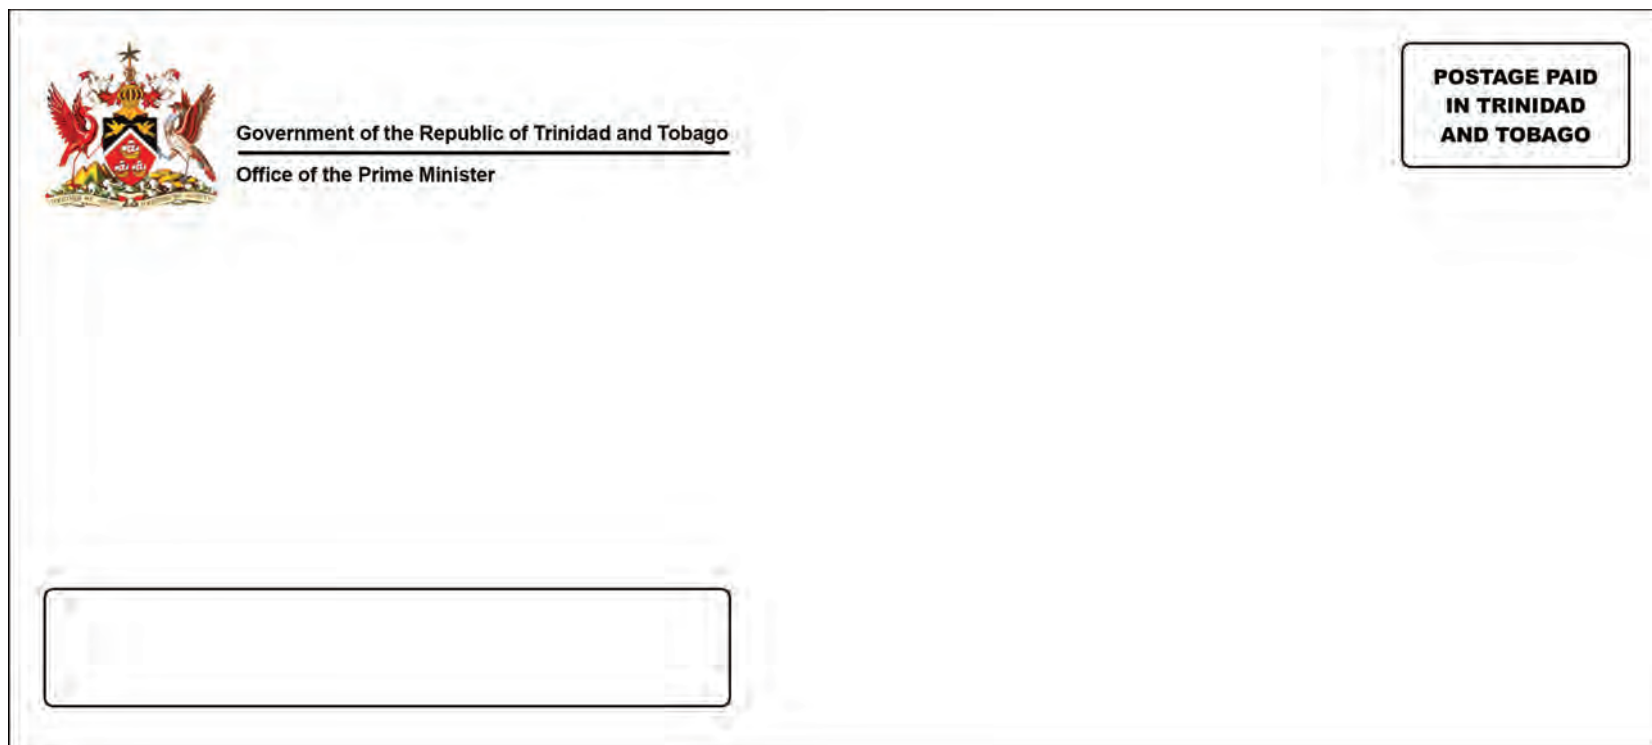 Government of the Republic of Trinidad and Tobago
Office of the Prime Minister
POSTAGE PAID
IN TRINIDAD
AND TOBAGO